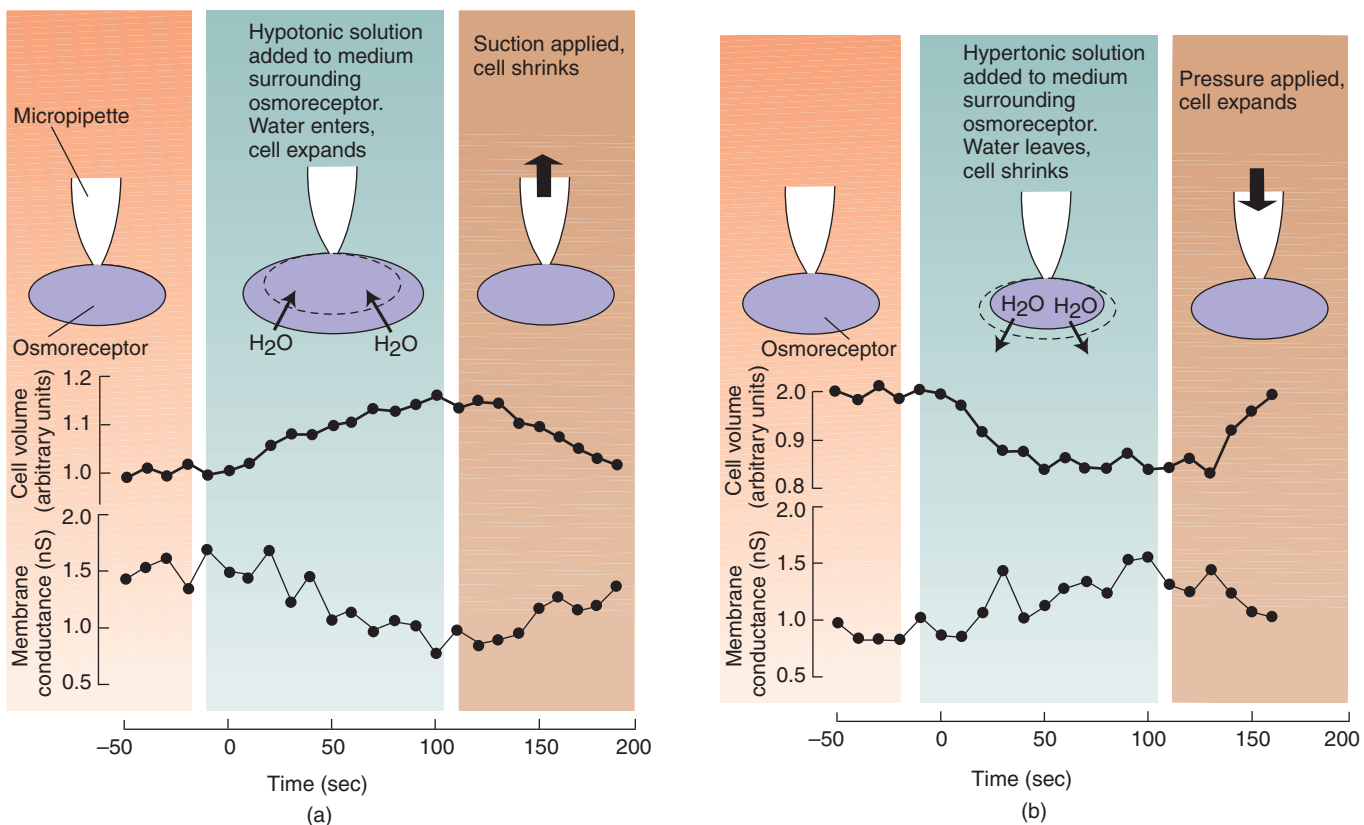 Hypotonic solution
added to medium
surrounding
osmoreceptor.
Water enters,
cell expands
Suction applied,
cell shrinks
Micropipette
Osmoreceptor
H2O
H2O
Cell volume
(arbitrary units)
1.2
1.1
1.0
Membrane
conductance (nS)
2.0
1.5
1.0
0.5
–50
0
50
100
150
200
Time (sec)
(a)
Hypertonic solution
added to medium
surrounding
osmoreceptor.
Water leaves,
cell shrinks
Pressure applied,
cell expands
Osmoreceptor
H2O
H2O
Cell volume
(arbitrary units)
2.0
0.9
0.8
Membrane
conductance (nS)
2.0
1.5
1.0
0.5
–50
0
50
100
150
200
Time (sec)
(b)